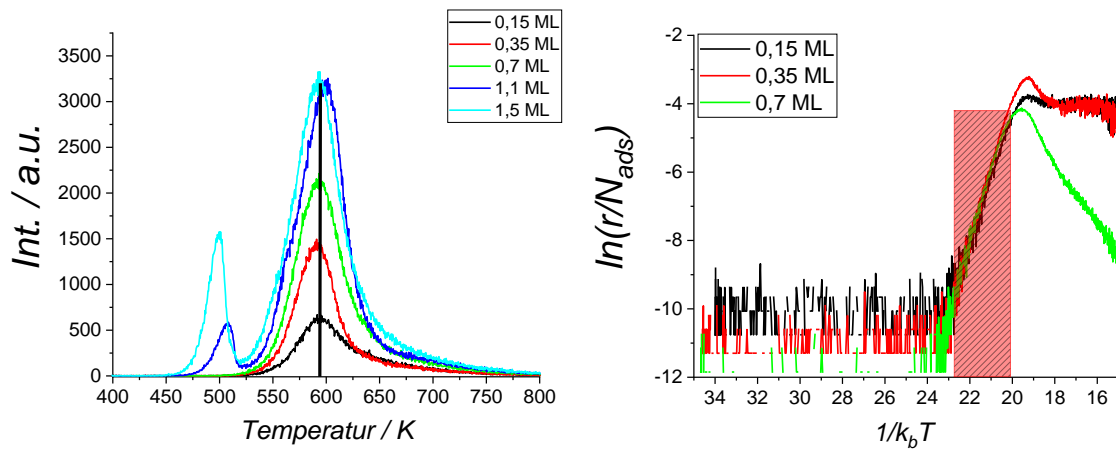 0,15 ML
0,35 ML
0,7 ML
1,1 ML
1,5 ML
3500
3000
2500
2000
1500
1000
500
0
400 450 500 550 600 650 700 750 800
Int. / a.u.
Temperatur / K
0,15 ML
0,35 ML
0,7 ML
-2
-4
-6
-8
-10
-12
34 32 30 28 26 24 22 20 18 16
ln(r/N_ads)
1/k_bT